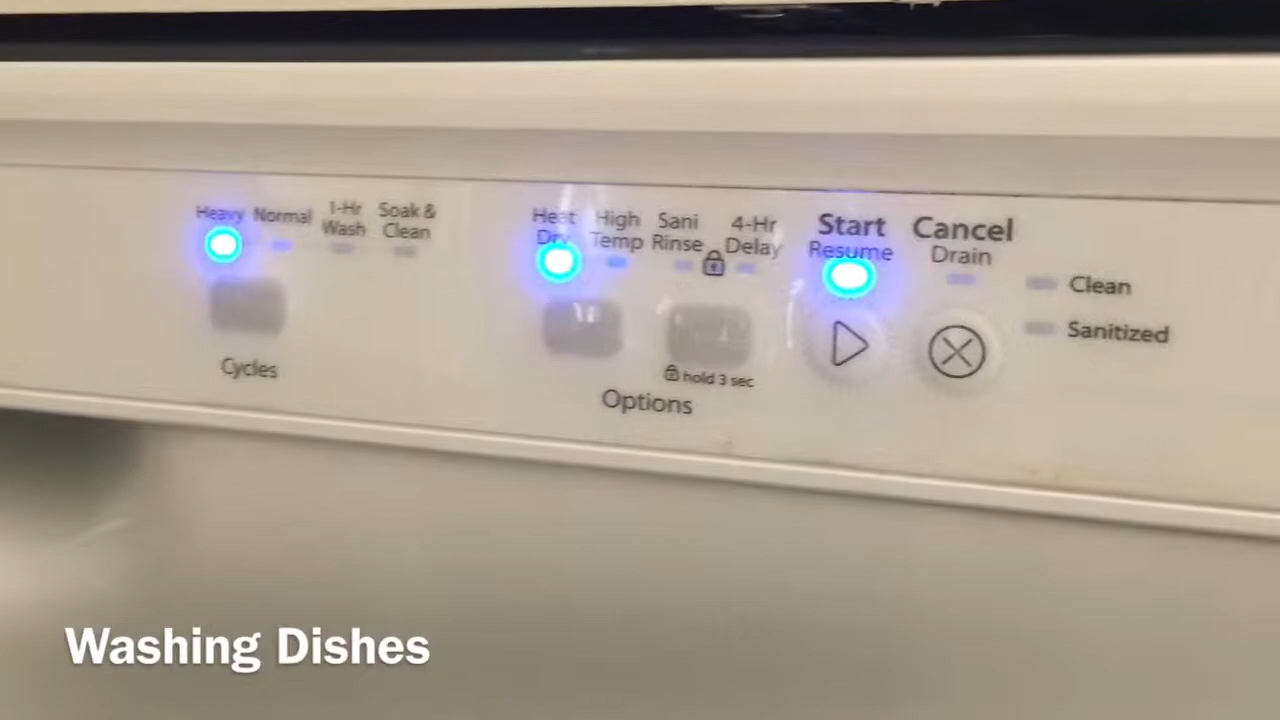 Heavy
Normal
1-Hr
Wash
Soak &
Clean
Cycles
Heat
Dry
High
Temp
Sani
Rinse
4-Hr
Delay
hold 3 sec
Options
Start
Resume
Cancel
Drain
Clean
Sanitized
Washing Dishes